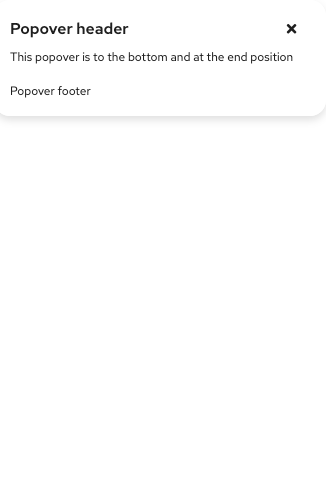 Popover header
This popover is to the bottom and at the end position
Popover footer